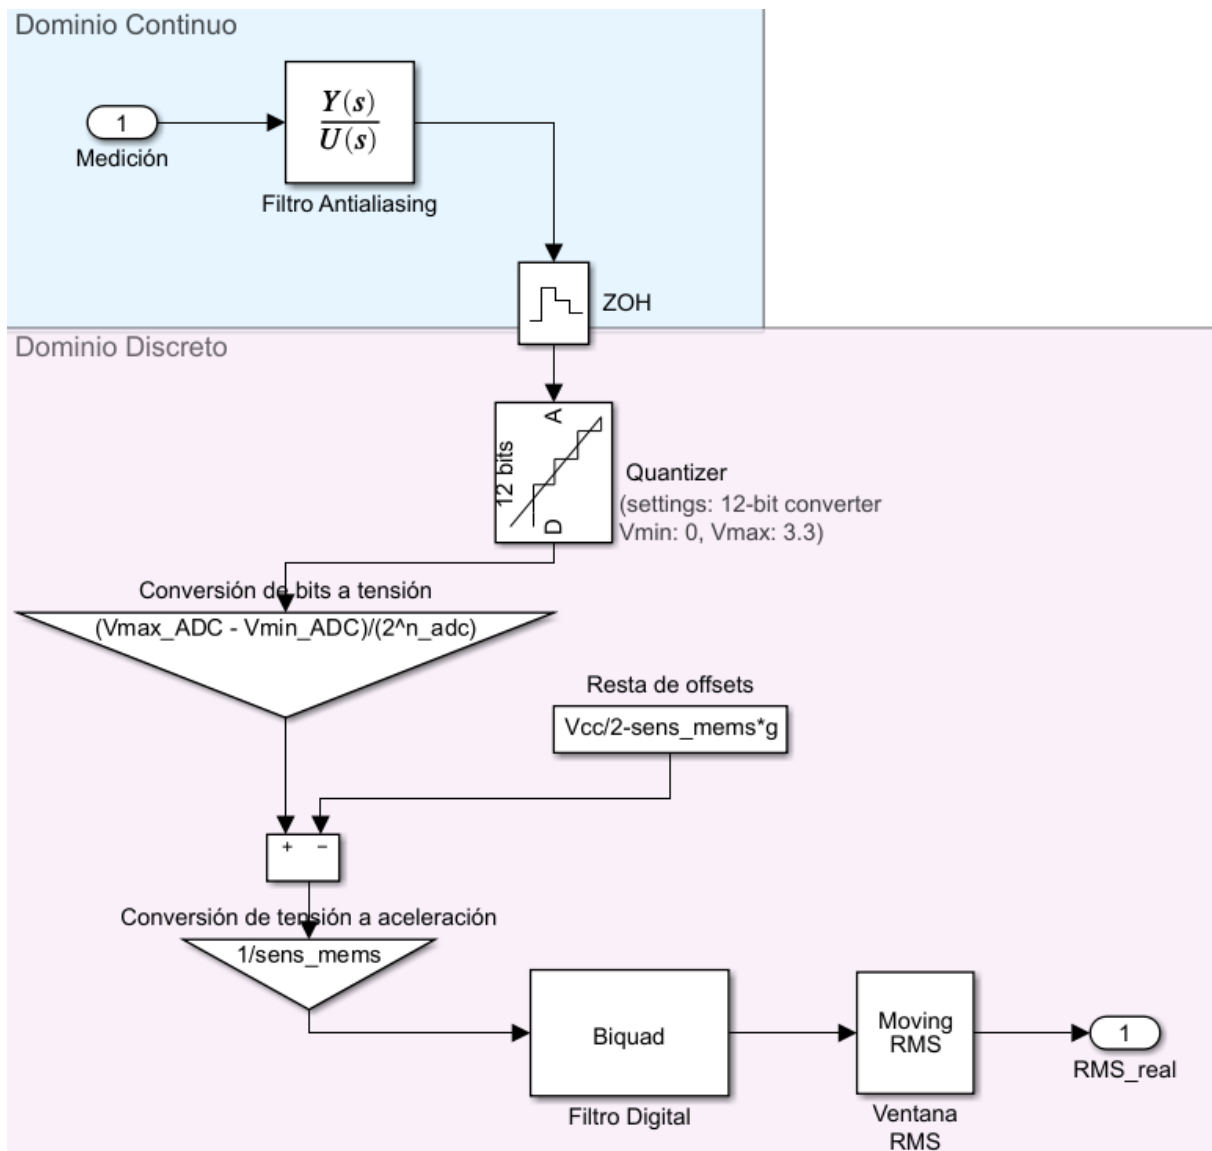 Dominio Continuo
Y(s)
U(s)
1
Medición
Filtro Antialiasing
ZOH
Dominio Discreto
A
12 bits
D
Quantizer
(settings: 12-bit converter
Vmin: 0, Vmax: 3.3)
Conversión de bits a tensión
(Vmax_ADC - Vmin_ADC)/(2^n_adc)
Resta de offsets
Vcc/2-sens_mems*g
+ −
Conversión de tensión a aceleración
1/sens_mems
Biquad
Filtro Digital
Moving
RMS
Ventana
RMS
1
RMS_real